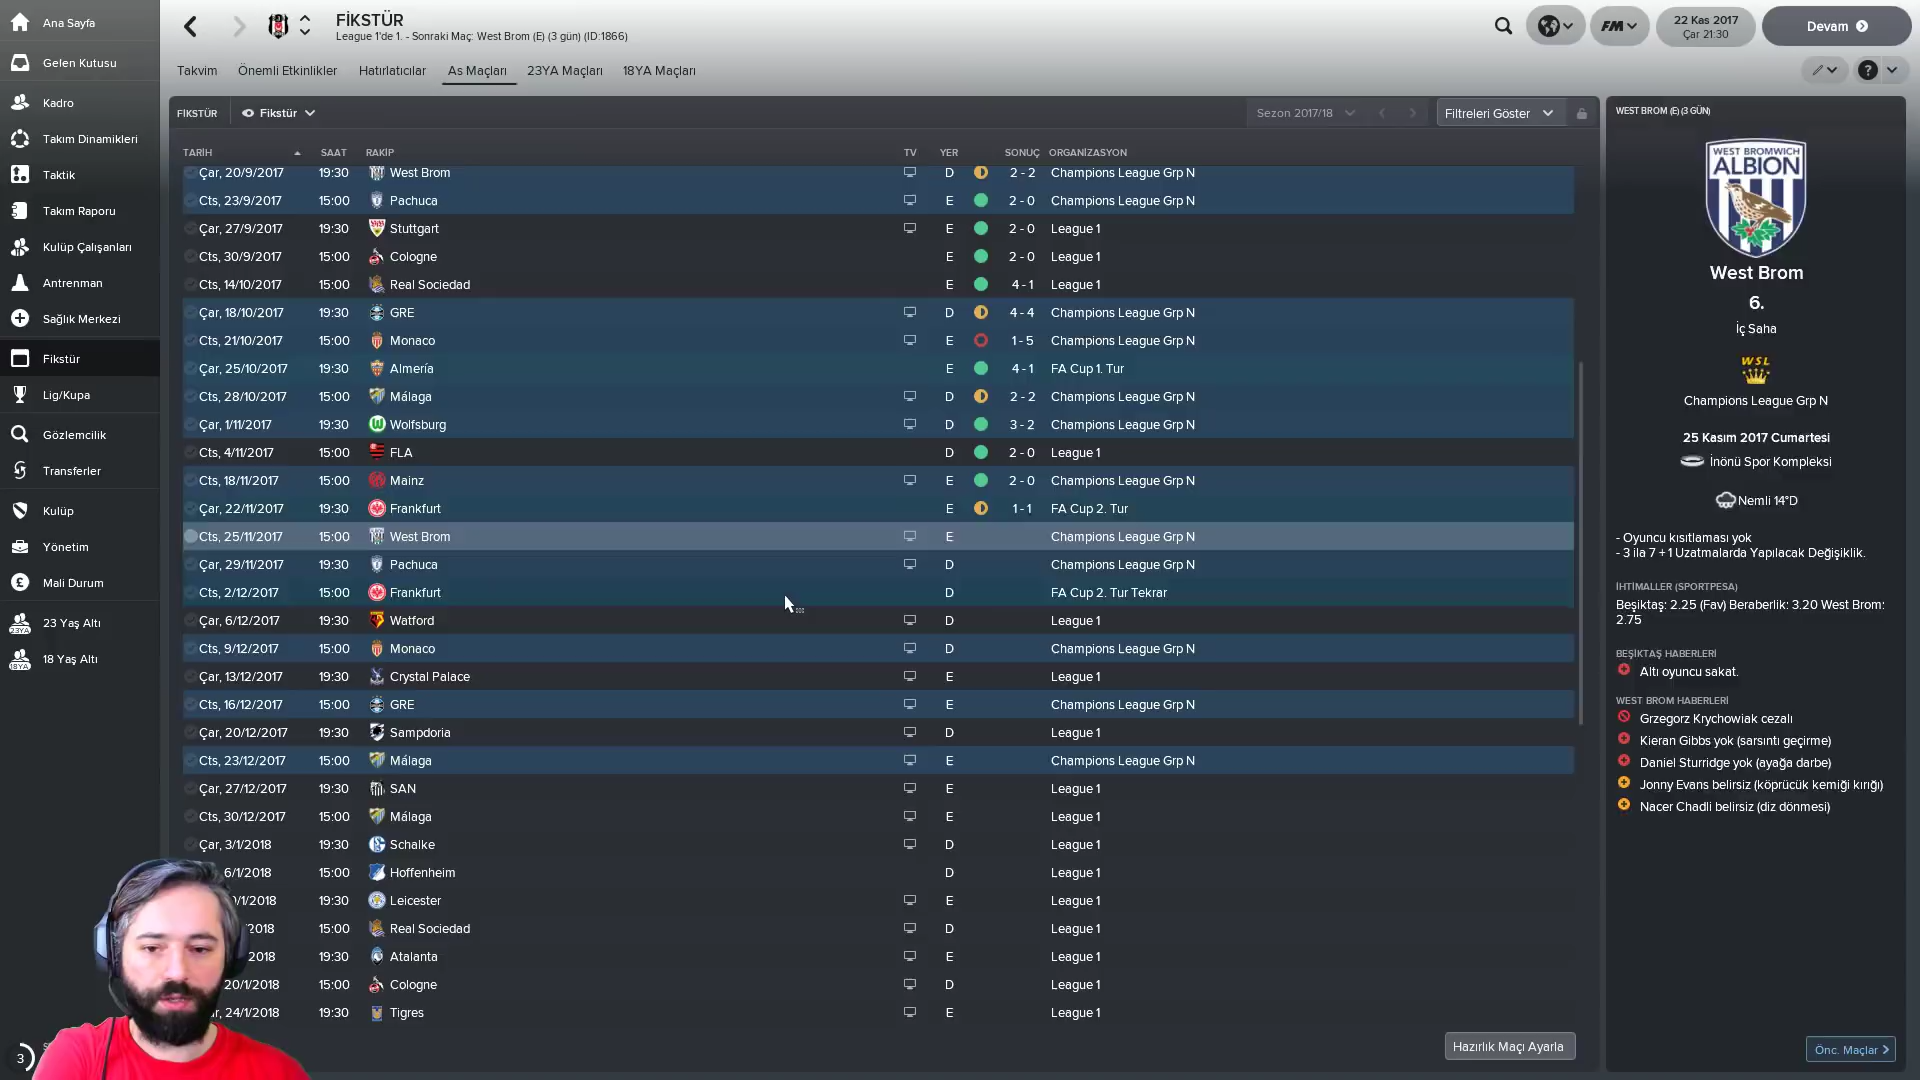 Ana Sayfa
Gelen Kutusu
Kadro
Takım Dinamikleri
Taktik
Takım Raporu
Kulüp Çalışanları
Antrenman
Sağlık Merkezi
Fikstür
Lig/Kupa
Gözlemcilik
Transferler
Kulüp
Yönetim
Mali Durum
23YA 23 Yaş Altı
18YA 18 Yaş Altı
3
FİKSTÜR
League 1'de 1. - Sonraki Maç: West Brom (E) (3 gün) (ID:1866)
FM
22 Kas 2017
Çar 21:30
Devam
Takvim Önemli Etkinlikler Hatırlatıcılar As Maçları 23YA Maçları 18YA Maçları
?
FİKSTÜR Fikstür Sezon 2017/18 Filtreleri Göster
TARİH SAAT RAKİP TV YER SONUÇ ORGANİZASYON
Çar, 20/9/2017 19:30 West Brom D 2 - 2 Champions League Grp N
Cts, 23/9/2017 15:00 Pachuca E 2 - 0 Champions League Grp N
Çar, 27/9/2017 19:30 Stuttgart E 2 - 0 League 1
Cts, 30/9/2017 15:00 Cologne E 2 - 0 League 1
Cts, 14/10/2017 15:00 Real Sociedad E 4 - 1 League 1
Çar, 18/10/2017 19:30 GRE D 4 - 4 Champions League Grp N
Cts, 21/10/2017 15:00 Monaco E 1 - 5 Champions League Grp N
Çar, 25/10/2017 19:30 Almería E 4 - 1 FA Cup 1. Tur
Cts, 28/10/2017 15:00 Málaga D 2 - 2 Champions League Grp N
Çar, 1/11/2017 19:30 Wolfsburg D 3 - 2 Champions League Grp N
Cts, 4/11/2017 15:00 FLA D 2 - 0 League 1
Cts, 18/11/2017 15:00 Mainz E 2 - 0 Champions League Grp N
Çar, 22/11/2017 19:30 Frankfurt E 1 - 1 FA Cup 2. Tur
Cts, 25/11/2017 15:00 West Brom E Champions League Grp N
Çar, 29/11/2017 19:30 Pachuca D Champions League Grp N
Cts, 2/12/2017 15:00 Frankfurt D FA Cup 2. Tur Tekrar
Çar, 6/12/2017 19:30 Watford D League 1
Cts, 9/12/2017 15:00 Monaco D Champions League Grp N
Çar, 13/12/2017 19:30 Crystal Palace E League 1
Cts, 16/12/2017 15:00 GRE E Champions League Grp N
Çar, 20/12/2017 19:30 Sampdoria D League 1
Cts, 23/12/2017 15:00 Málaga E Champions League Grp N
Çar, 27/12/2017 19:30 SAN E League 1
Cts, 30/12/2017 15:00 Málaga E League 1
Çar, 3/1/2018 19:30 Schalke D League 1
6/1/2018 15:00 Hoffenheim D League 1
/1/2018 19:30 Leicester E League 1
/2018 15:00 Real Sociedad D League 1
2018 19:30 Atalanta E League 1
20/1/2018 15:00 Cologne D League 1
24/1/2018 19:30 Tigres E League 1
Hazırlık Maçı Ayarla
WEST BROM (E) (3 GÜN)
WEST BROMWICH
ALBION
West Brom
6.
İç Saha
WSL
Champions League Grp N
25 Kasım 2017 Cumartesi
İnönü Spor Kompleksi
Nemli 14°D
- Oyuncu kısıtlaması yok
- 3 ila 7 + 1 Uzatmalarda Yapılacak Değişiklik.
İHTİMALLER (SPORTPESA)
Beşiktaş: 2.25 (Fav) Beraberlik: 3.20 West Brom:
2.75
BEŞİKTAŞ HABERLERİ
Altı oyuncu sakat.
WEST BROM HABERLERİ
Grzegorz Krychowiak cezalı
Kieran Gibbs yok (sarsıntı geçirme)
Daniel Sturridge yok (ayağa darbe)
Jonny Evans belirsiz (köprücük kemiği kırığı)
Nacer Chadli belirsiz (diz dönmesi)
Önc. Maçlar